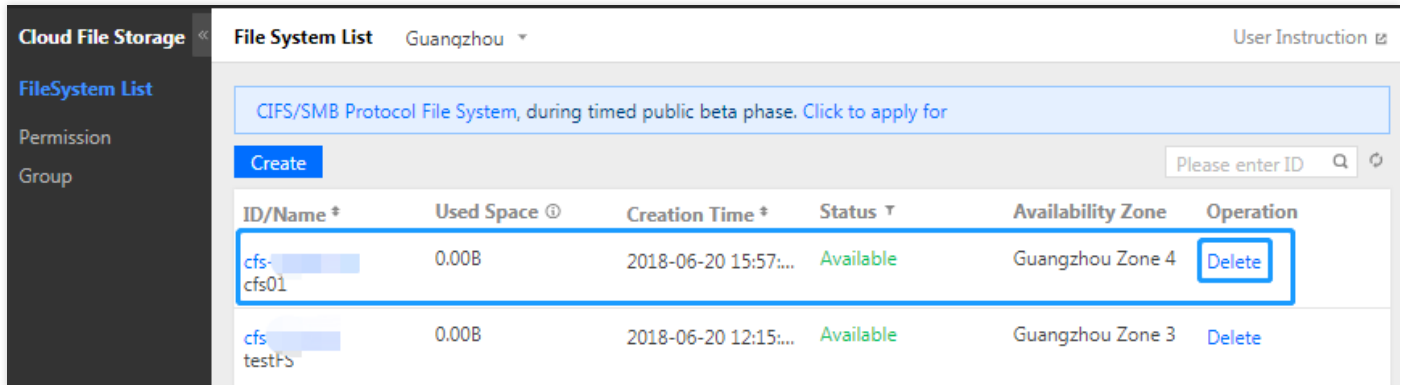 Cloud File Storage «
File System List Guangzhou
User Instruction
FileSystem List
Permission
Group
CIFS/SMB Protocol File System, during timed public beta phase. Click to apply for
Create
Please enter ID
ID/Name Used Space Creation Time Status Availability Zone Operation
cfs- 0.00B 2018-06-20 15:57:... Available Guangzhou Zone 4 Delete
cfs01
cfs 0.00B 2018-06-20 12:15:... Available Guangzhou Zone 3 Delete
testFS